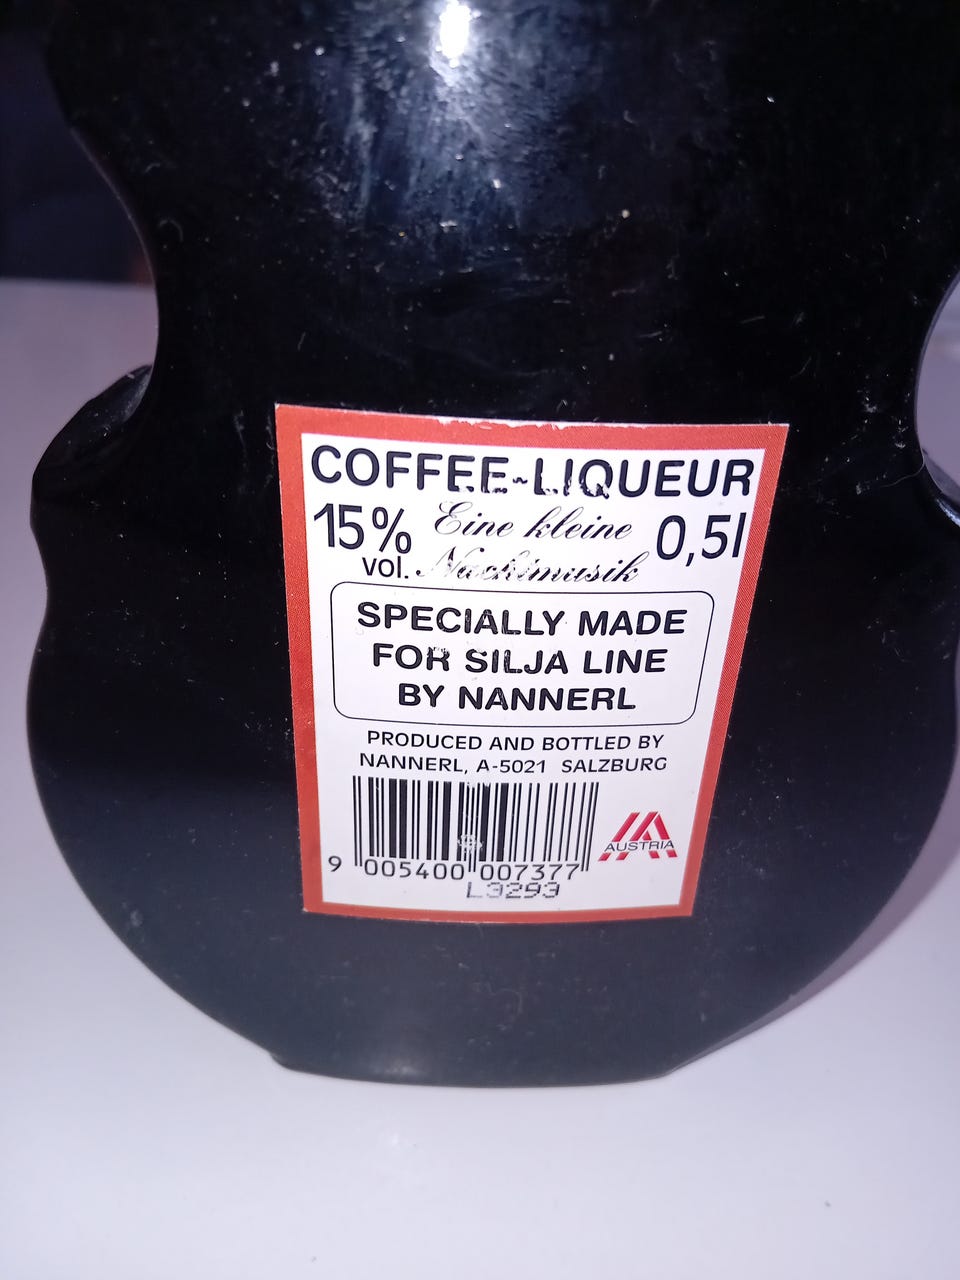 COFFEE-LIQUEUR
15% vol. Eine kleine Nachtmusik 0,5l
SPECIALLY MADE
FOR SILJA LINE
BY NANNERL
PRODUCED AND BOTTLED BY
NANNERL, A-5021 SALZBURG
AUSTRIA
9 005400 007377
L3293